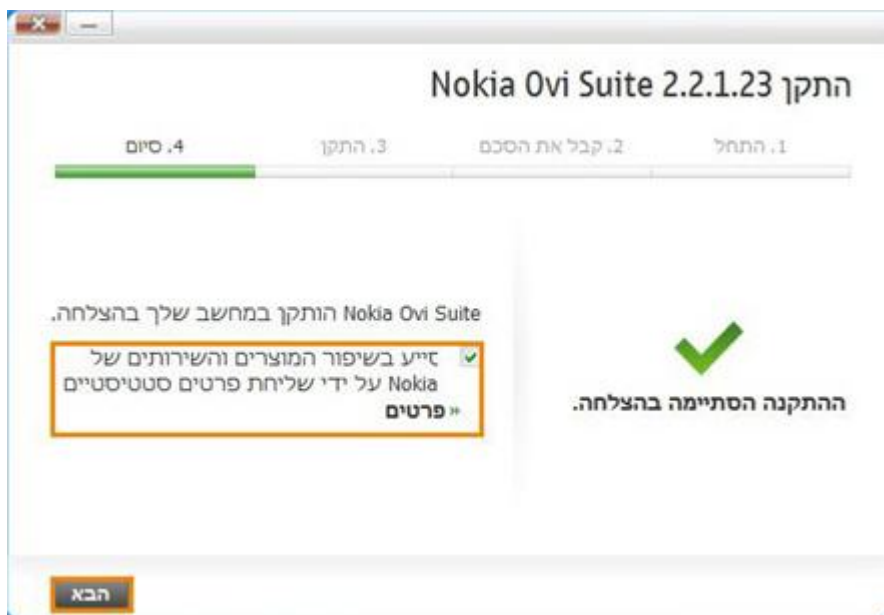 התקן Nokia Ovi Suite 2.2.1.23
1. התחל
2. קבל את הסכם
3. התקן
4. סיום
ההתקנה הסתיימה בהצלחה.
Nokia Ovi Suite הותקן במחשב שלך בהצלחה.
סייע בשיפור המוצרים והשירותים של
Nokia על ידי שליחת פרטים סטטיסטיים
« פרטים
הבא